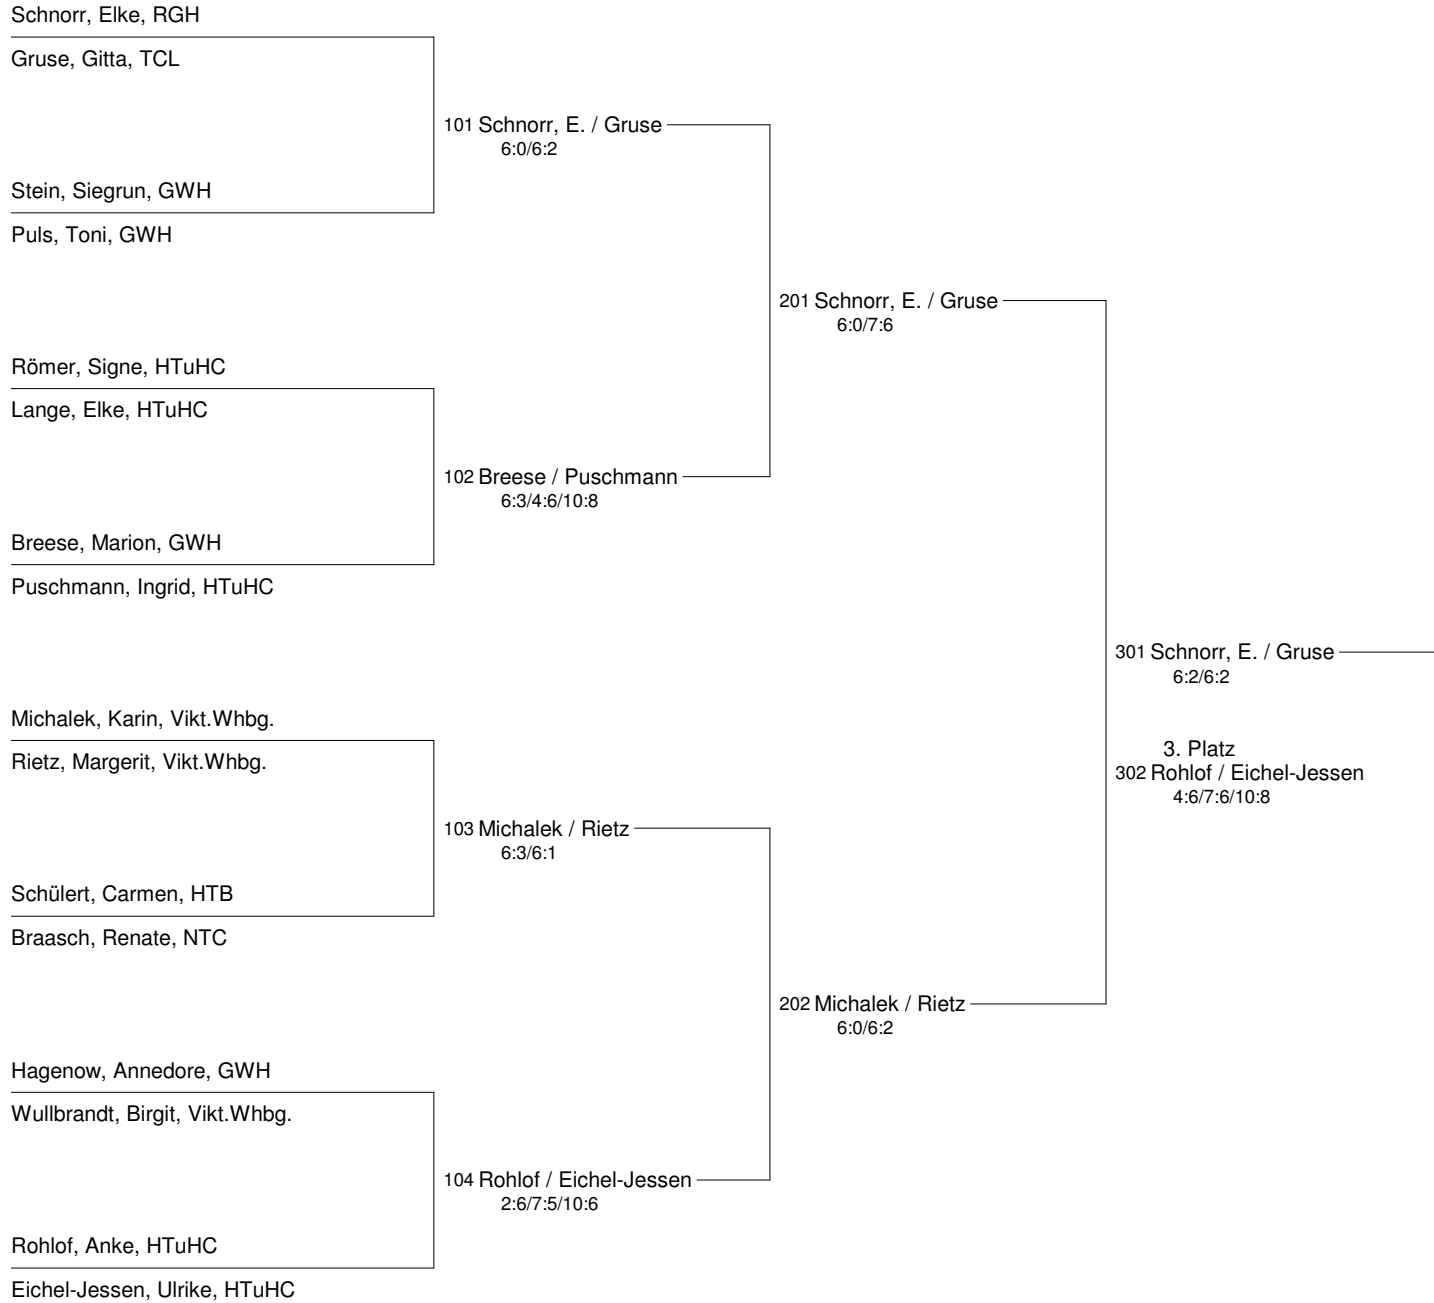 Schnorr, Elke, RGH
Gruse, Gitta, TCL
101 Schnorr, E. / Gruse
6:0/6:2
Stein, Siegrun, GWH
Puls, Toni, GWH
201 Schnorr, E. / Gruse
6:0/7:6
Römer, Signe, HTuHC
Lange, Elke, HTuHC
102 Breese / Puschmann
6:3/4:6/10:8
Breese, Marion, GWH
Puschmann, Ingrid, HTuHC
301 Schnorr, E. / Gruse
6:2/6:2
Michalek, Karin, Vikt.Whbg.
Rietz, Margerit, Vikt.Whbg.
3. Platz
302 Rohlof / Eichel-Jessen
4:6/7:6/10:8
103 Michalek / Rietz
6:3/6:1
Schülert, Carmen, HTB
Braasch, Renate, NTC
202 Michalek / Rietz
6:0/6:2
Hagenow, Annedore, GWH
Wullbrandt, Birgit, Vikt.Whbg.
104 Rohlof / Eichel-Jessen
2:6/7:5/10:6
Rohlof, Anke, HTuHC
Eichel-Jessen, Ulrike, HTuHC